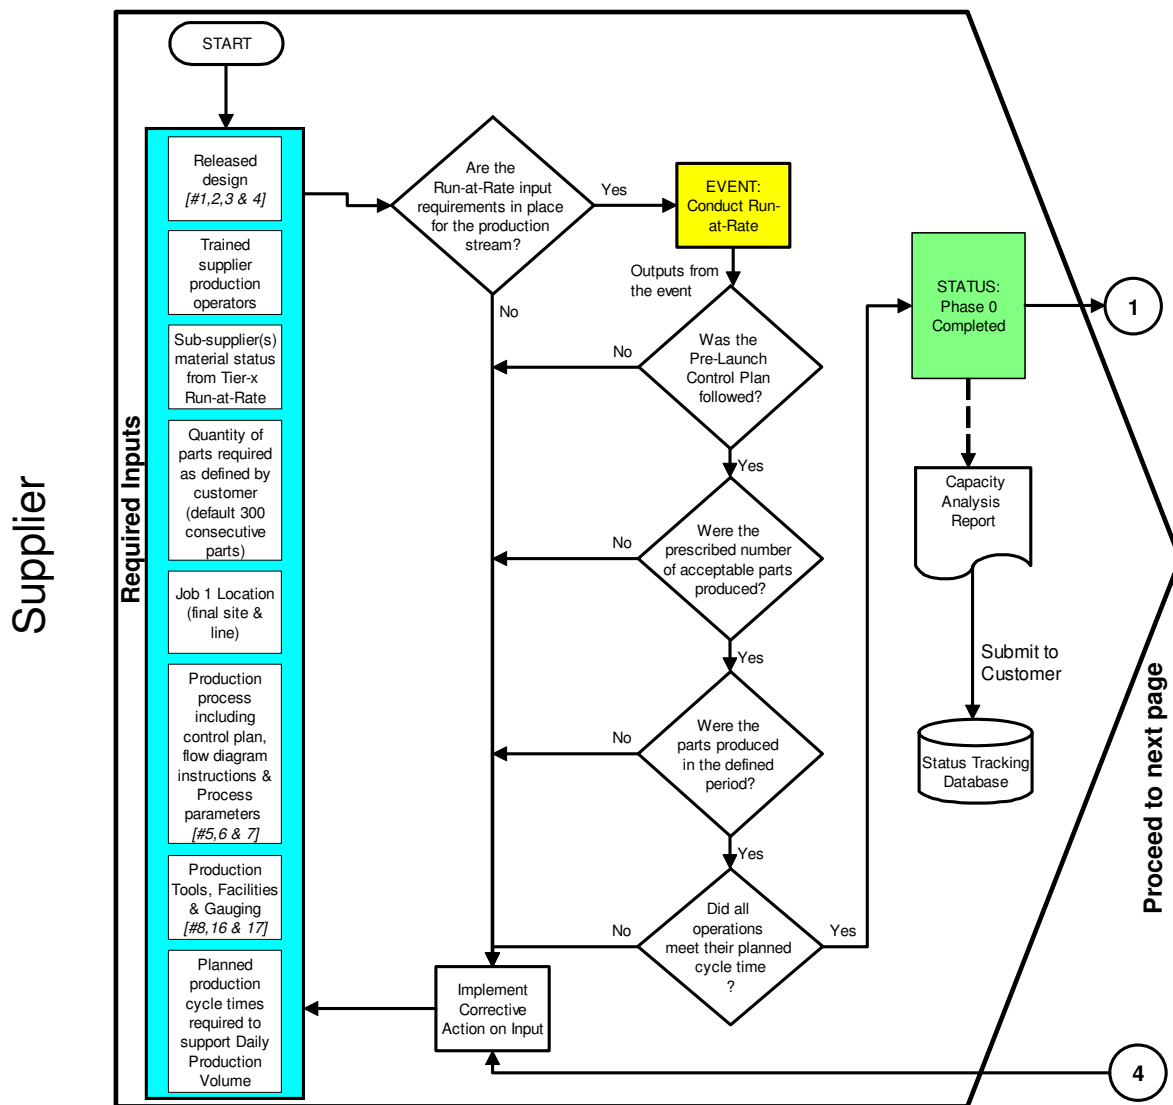 Supplier
START
Required Inputs
Released
design
[#1,2,3 & 4]
Trained
supplier
production
operators
Sub-supplier(s)
material status
from Tier-x
Run-at-Rate
Quantity of
parts required
as defined by
customer
(default 300
consecutive
parts)
Job 1 Location
(final site &
line)
Production
process
including
control plan,
flow diagram
instructions &
Process
parameters
[#5,6 & 7]
Production
Tools, Facilities
& Gauging
[#8,16 & 17]
Planned
production
cycle times
required to
support Daily
Production
Volume
Are the
Run-at-Rate input
requirements in place
for the production
stream?
Yes
No
EVENT:
Conduct Run-
at-Rate
Outputs from
the event
Was the
Pre-Launch
Control Plan
followed?
No
Yes
Were the
prescribed number
of acceptable parts
produced?
No
Yes
Were the
parts produced
in the defined
period?
No
Yes
Did all
operations
meet their planned
cycle time
?
No
Yes
Implement
Corrective
Action on Input
STATUS:
Phase 0
Completed
1
Capacity
Analysis
Report
Submit to
Customer
Status Tracking
Database
4
Proceed to next page